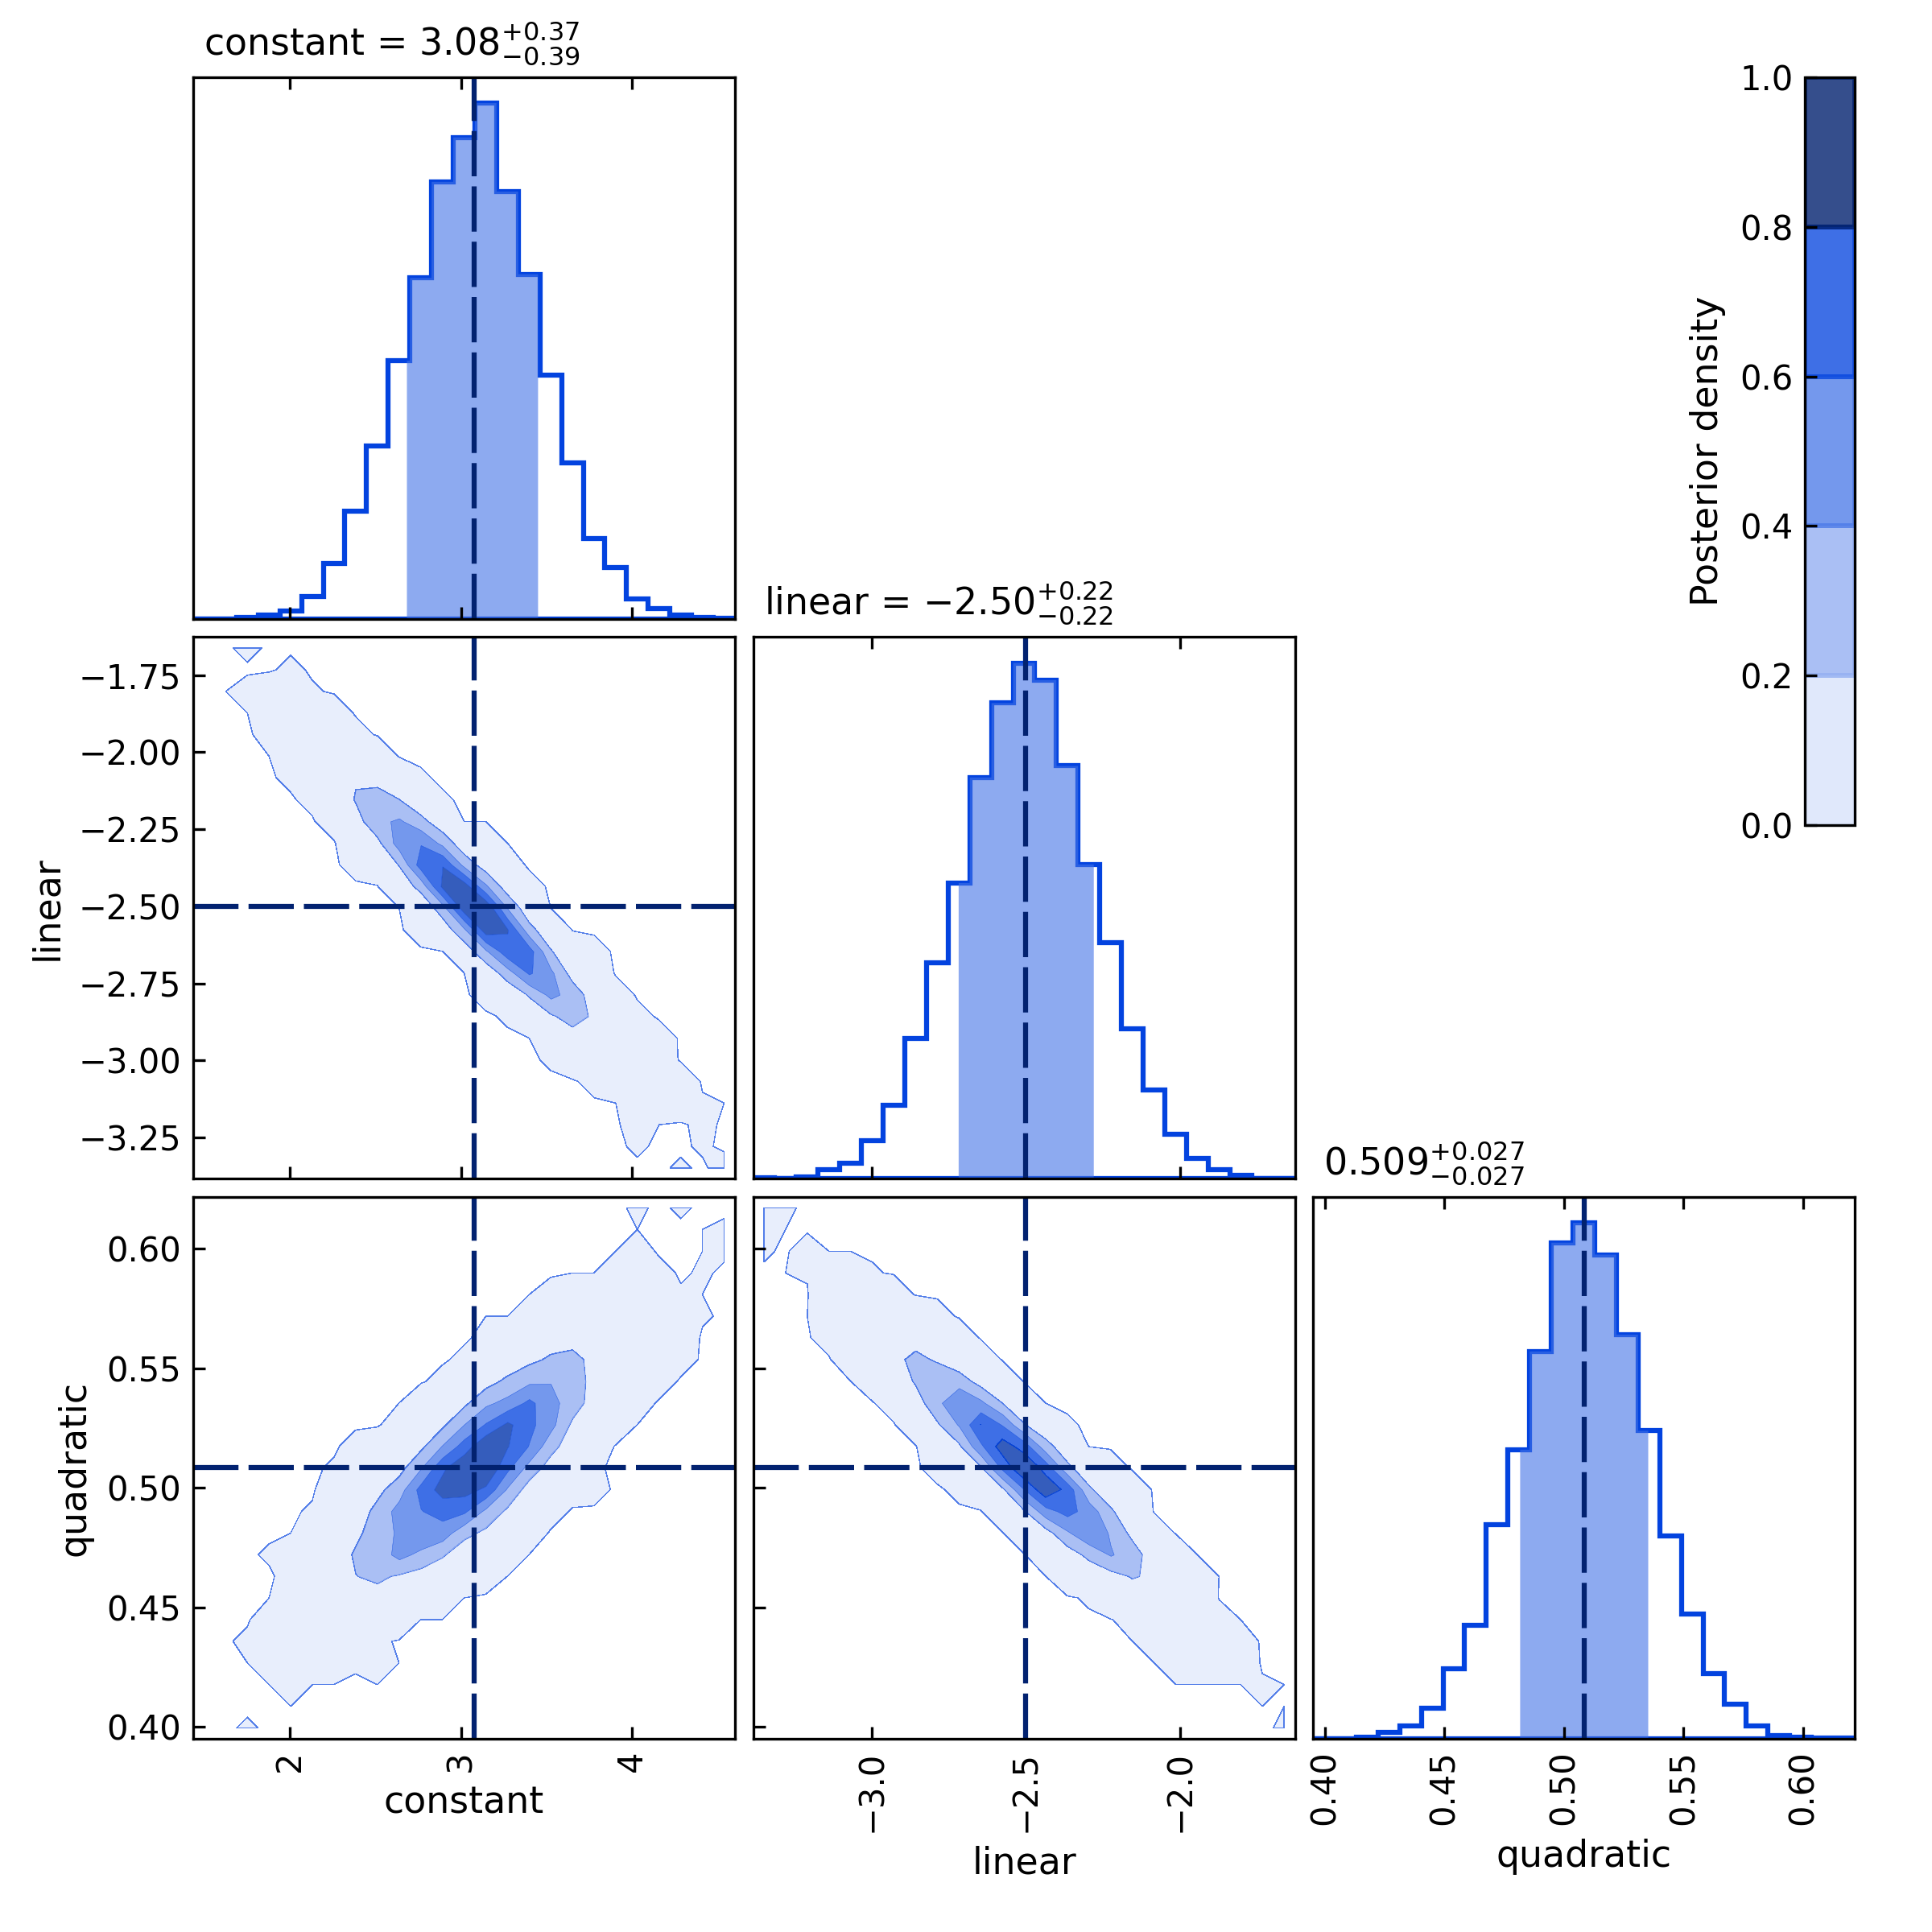 constant = 3.08 +0.37 −0.39
1.0
0.8
0.6
0.4
0.2
0.0
Posterior density
linear = −2.50 +0.22 −0.22
−1.75
−2.00
−2.25
−2.50
−2.75
−3.00
−3.25
linear
0.509 +0.027 −0.027
0.60
0.55
0.50
0.45
0.40
quadratic
2 3 4
constant
−3.0 −2.5 −2.0
linear
0.40 0.45 0.50 0.55 0.60
quadratic